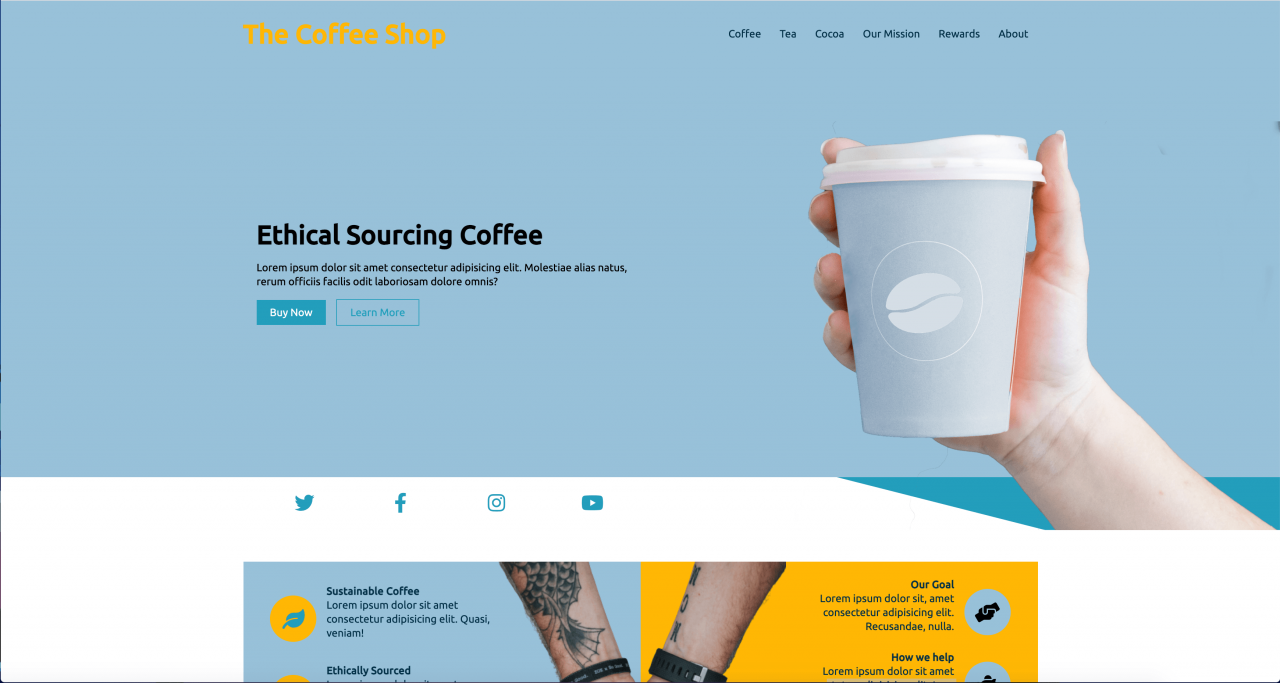 The Coffee Shop
Coffee Tea Cocoa Our Mission Rewards About
Ethical Sourcing Coffee
Lorem ipsum dolor sit amet consectetur adipisicing elit. Molestiae alias natus,
rerum officiis facilis odit laboriosam dolore omnis?
Buy Now Learn More
Sustainable Coffee
Lorem ipsum dolor sit amet
consectetur adipisicing elit. Quasi,
veniam!
Ethically Sourced
Our Goal
Lorem ipsum dolor sit, amet
consectetur adipisicing elit.
Recusandae, nulla.
How we help
Lorem ipsum dolor sit amet